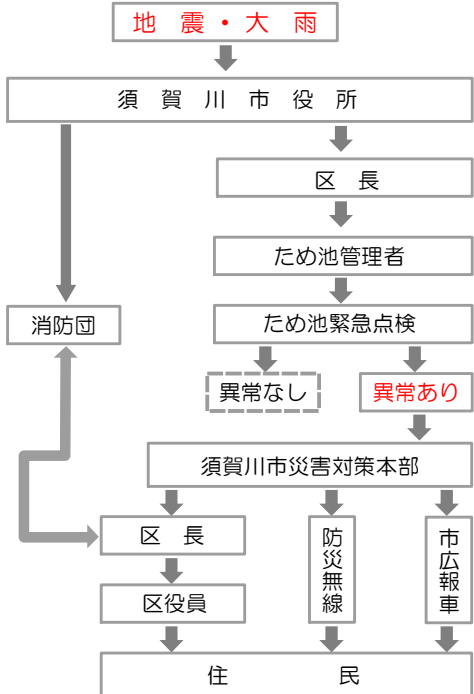 地 震 ・ 大 雨
須 賀 川 市 役 所
区 長
ため池管理者
消防団
ため池緊急点検
異常なし
異常あり
須賀川市災害対策本部
区 長
防災無線
市広報車
区役員
住 民